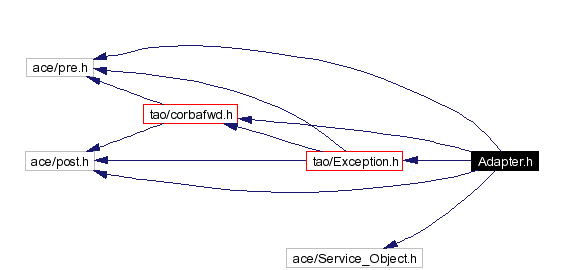 ace/pre.h
tao/corbafwd.h
ace/post.h
tao/Exception.h
Adapter.h
ace/Service_Object.h